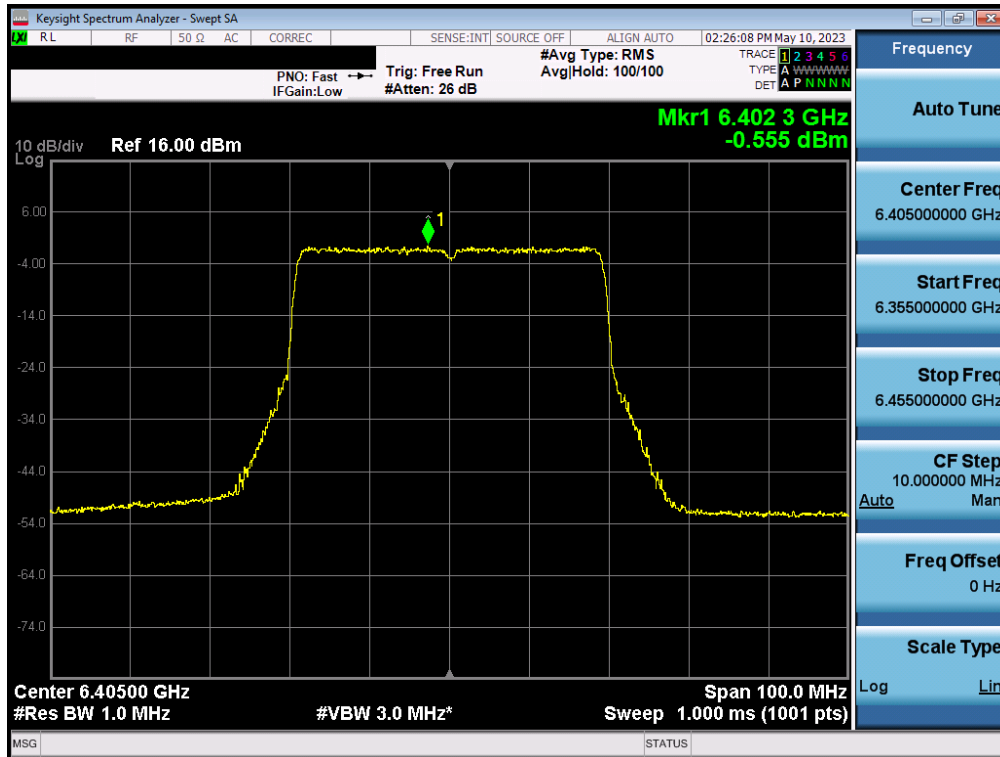 Keysight Spectrum Analyzer - Swept SA
LXI RL RF 50 Ω AC CORREC SENSE:INT SOURCE OFF ALIGN AUTO 02:26:08 PM May 10, 2023
PNO: Fast
IFGain:Low
Trig: Free Run
#Atten: 26 dB
#Avg Type: RMS
Avg|Hold: 100/100
TRACE 1 2 3 4 5 6
TYPE A WWWWW
DET A P N N N N
Mkr1 6.402 3 GHz
-0.555 dBm
10 dB/div Ref 16.00 dBm
Log
1
6.00
-4.00
-14.0
-24.0
-34.0
-44.0
-54.0
-64.0
-74.0
Center 6.40500 GHz Span 100.0 MHz
#Res BW 1.0 MHz #VBW 3.0 MHz* Sweep 1.000 ms (1001 pts)
MSG STATUS
Frequency
Auto Tune
Center Freq
6.405000000 GHz
Start Freq
6.355000000 GHz
Stop Freq
6.455000000 GHz
CF Step
10.000000 MHz
Auto Man
Freq Offset
0 Hz
Scale Type
Log Lin